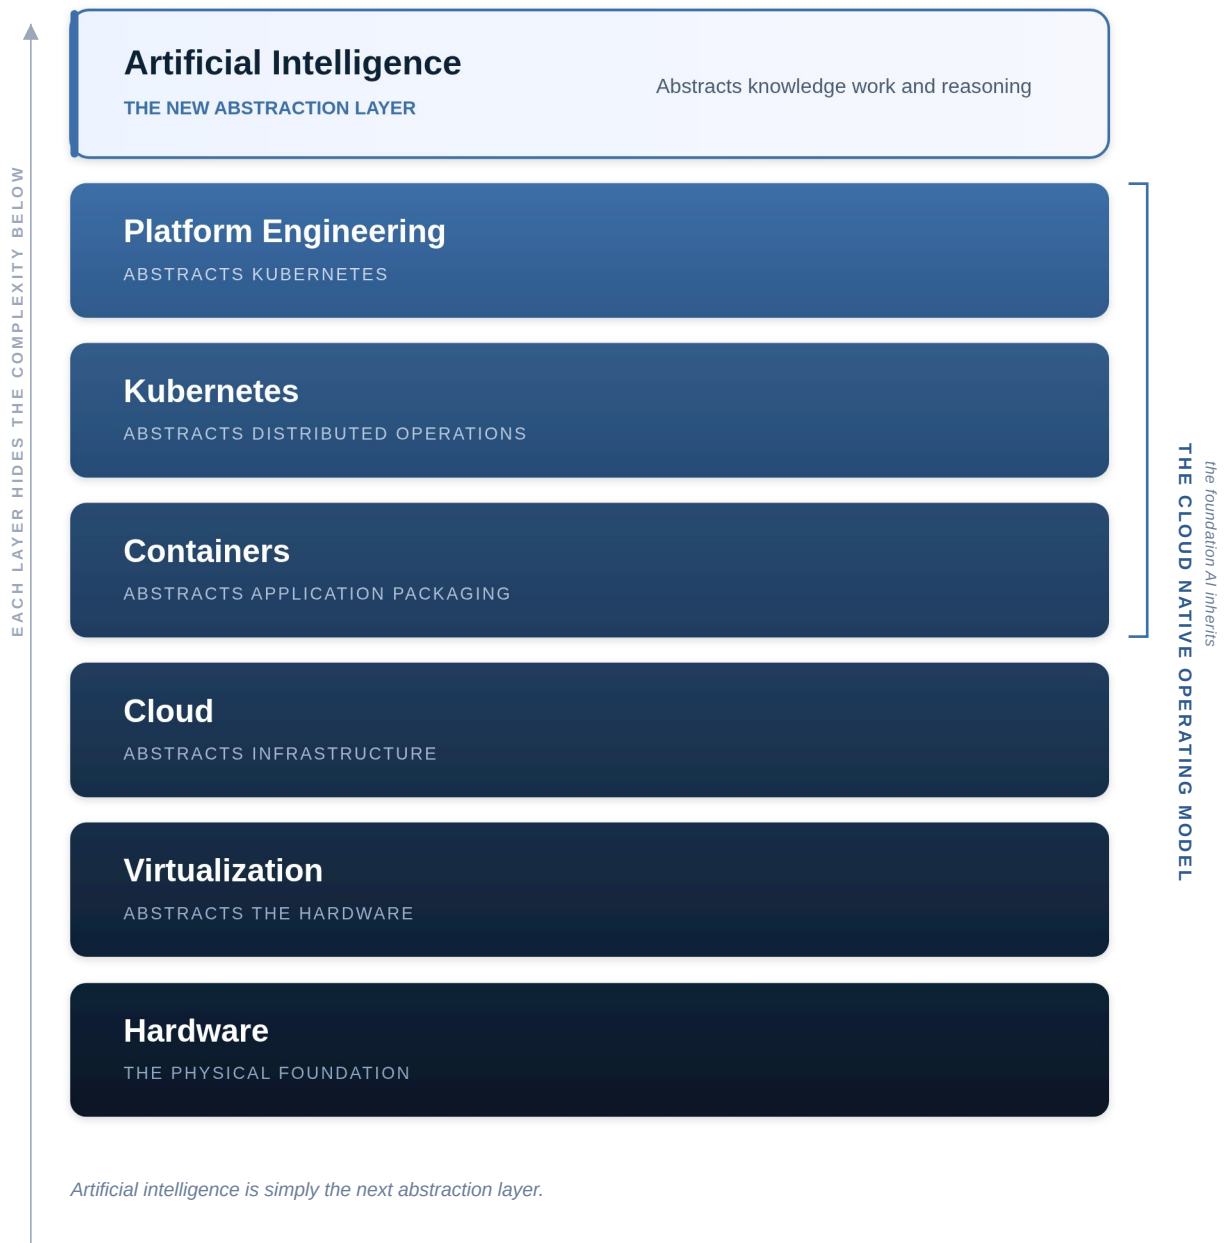 Artificial Intelligence
THE NEW ABSTRACTION LAYER
Abstracts knowledge work and reasoning
Platform Engineering
ABSTRACTS KUBERNETES
Kubernetes
ABSTRACTS DISTRIBUTED OPERATIONS
Containers
ABSTRACTS APPLICATION PACKAGING
Cloud
ABSTRACTS INFRASTRUCTURE
Virtualization
ABSTRACTS THE HARDWARE
Hardware
THE PHYSICAL FOUNDATION
EACH LAYER HIDES THE COMPLEXITY BELOW
THE CLOUD NATIVE OPERATING MODEL
the foundation AI inherits
Artificial intelligence is simply the next abstraction layer.